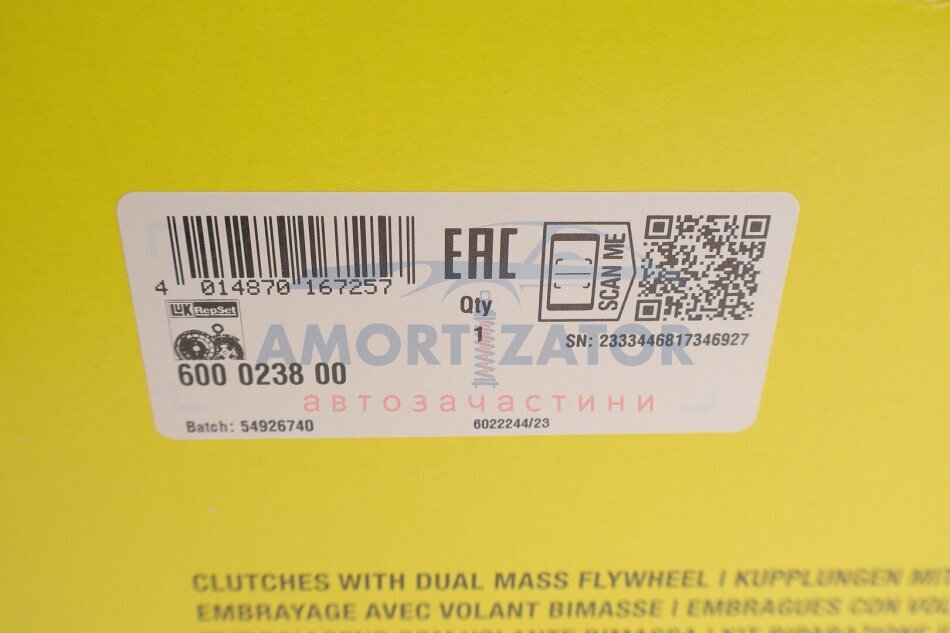 4 014870 167257
EAC
SCAN ME
Qty
1
SN: 2333446817346927
LUK RepSet
AMORTIZATOR
600 0238 00
автозачастини
Batch: 54926740
6022244/23
CLUTCHES WITH DUAL MASS FLYWHEEL | KUPPLUNGEN MIT
EMBRAYAGE AVEC VOLANT BIMASSE | EMBRAGUES CON VOL